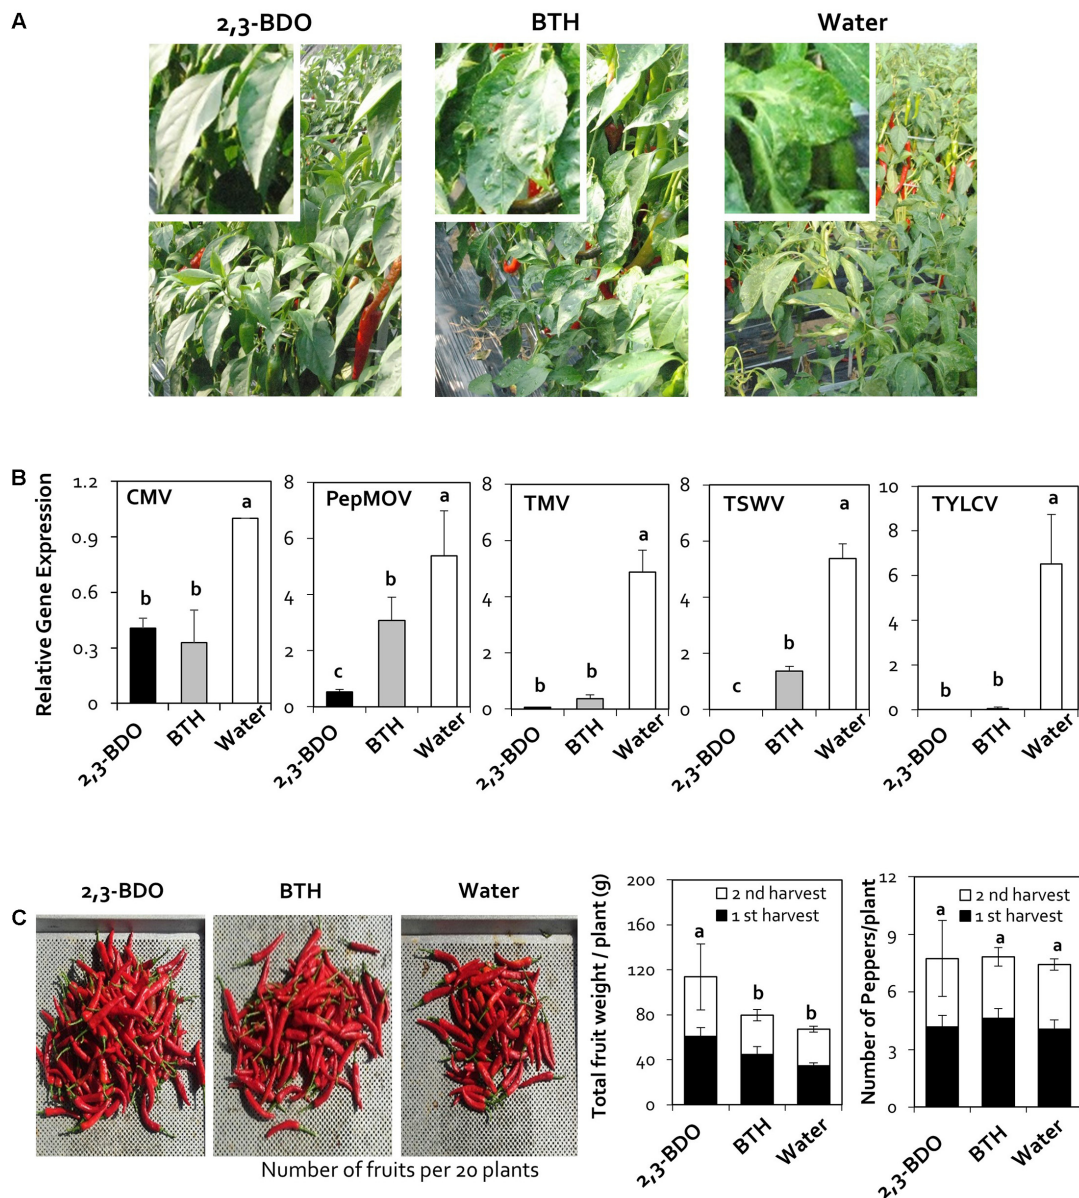 A
2,3-BDO BTH Water
B
Relative Gene Expression
CMV
1.2
0.9
0.6
0.3
0
b b a
2,3-BDO BTH Water
PepMOV
8
6
4
2
0
c b a
2,3-BDO BTH Water
TMV
8
6
4
2
0
b b a
2,3-BDO BTH Water
TSWV
8
6
4
2
0
c b a
2,3-BDO BTH Water
TYLCV
10
8
6
4
2
0
b b a
2,3-BDO BTH Water
C
2,3-BDO BTH Water
Number of fruits per 20 plants
Total fruit weight / plant (g)
200
160
120
80
40
0
2 nd harvest
1 st harvest
a b b
2,3-BDO BTH Water
Number of Peppers/plant
12
9
6
3
0
2 nd harvest
1 st harvest
a a a
2,3-BDO BTH Water